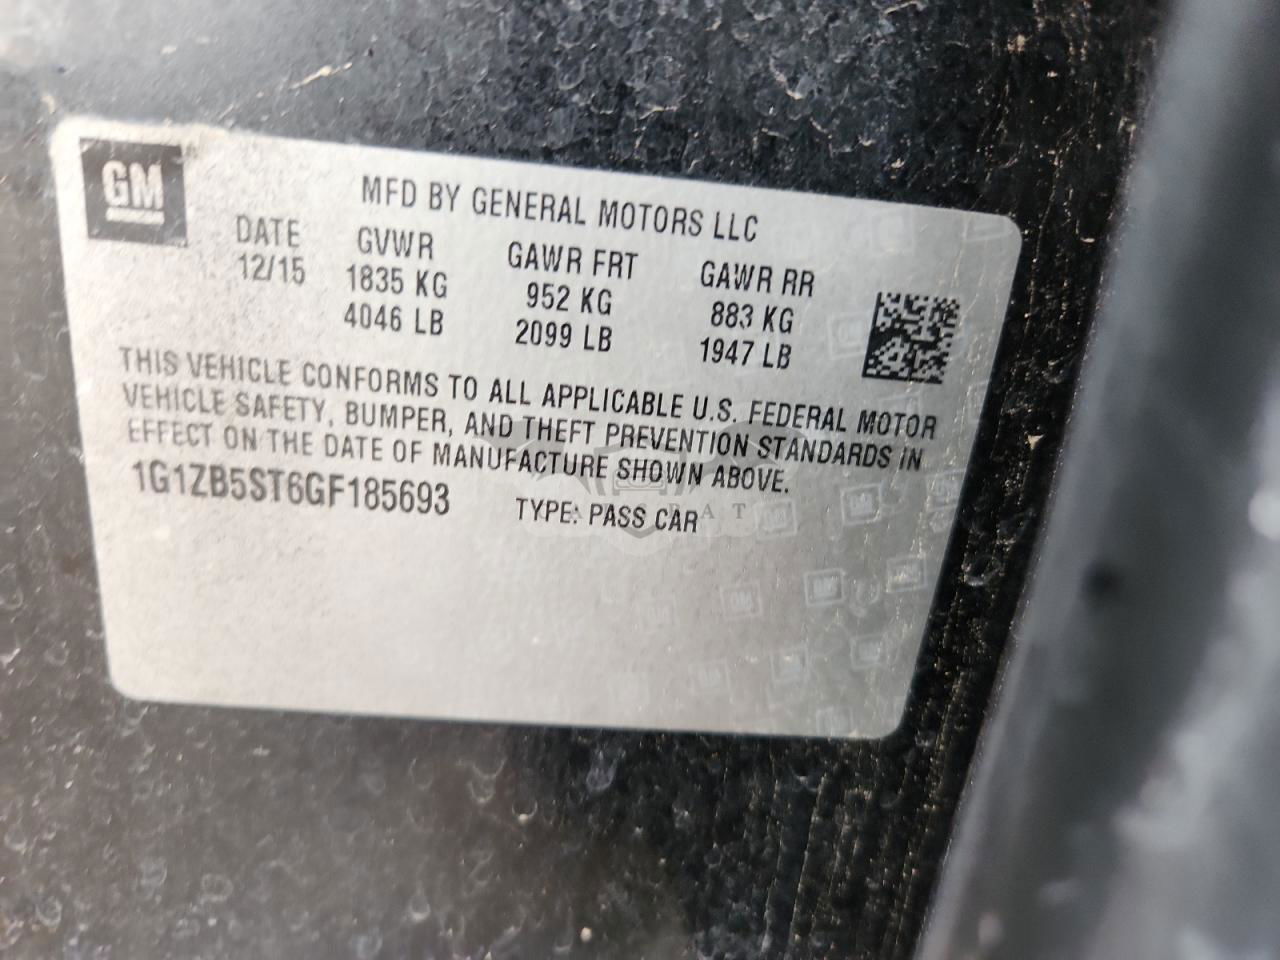 GM
MFD BY GENERAL MOTORS LLC
DATE GVWR GAWR FRT GAWR RR
12/15 1835 KG 952 KG 883 KG
4046 LB 2099 LB 1947 LB
THIS VEHICLE CONFORMS TO ALL APPLICABLE U.S. FEDERAL MOTOR
VEHICLE SAFETY, BUMPER, AND THEFT PREVENTION STANDARDS IN
EFFECT ON THE DATE OF MANUFACTURE SHOWN ABOVE.
1G1ZB5ST6GF185693 TYPE: PASS CAR